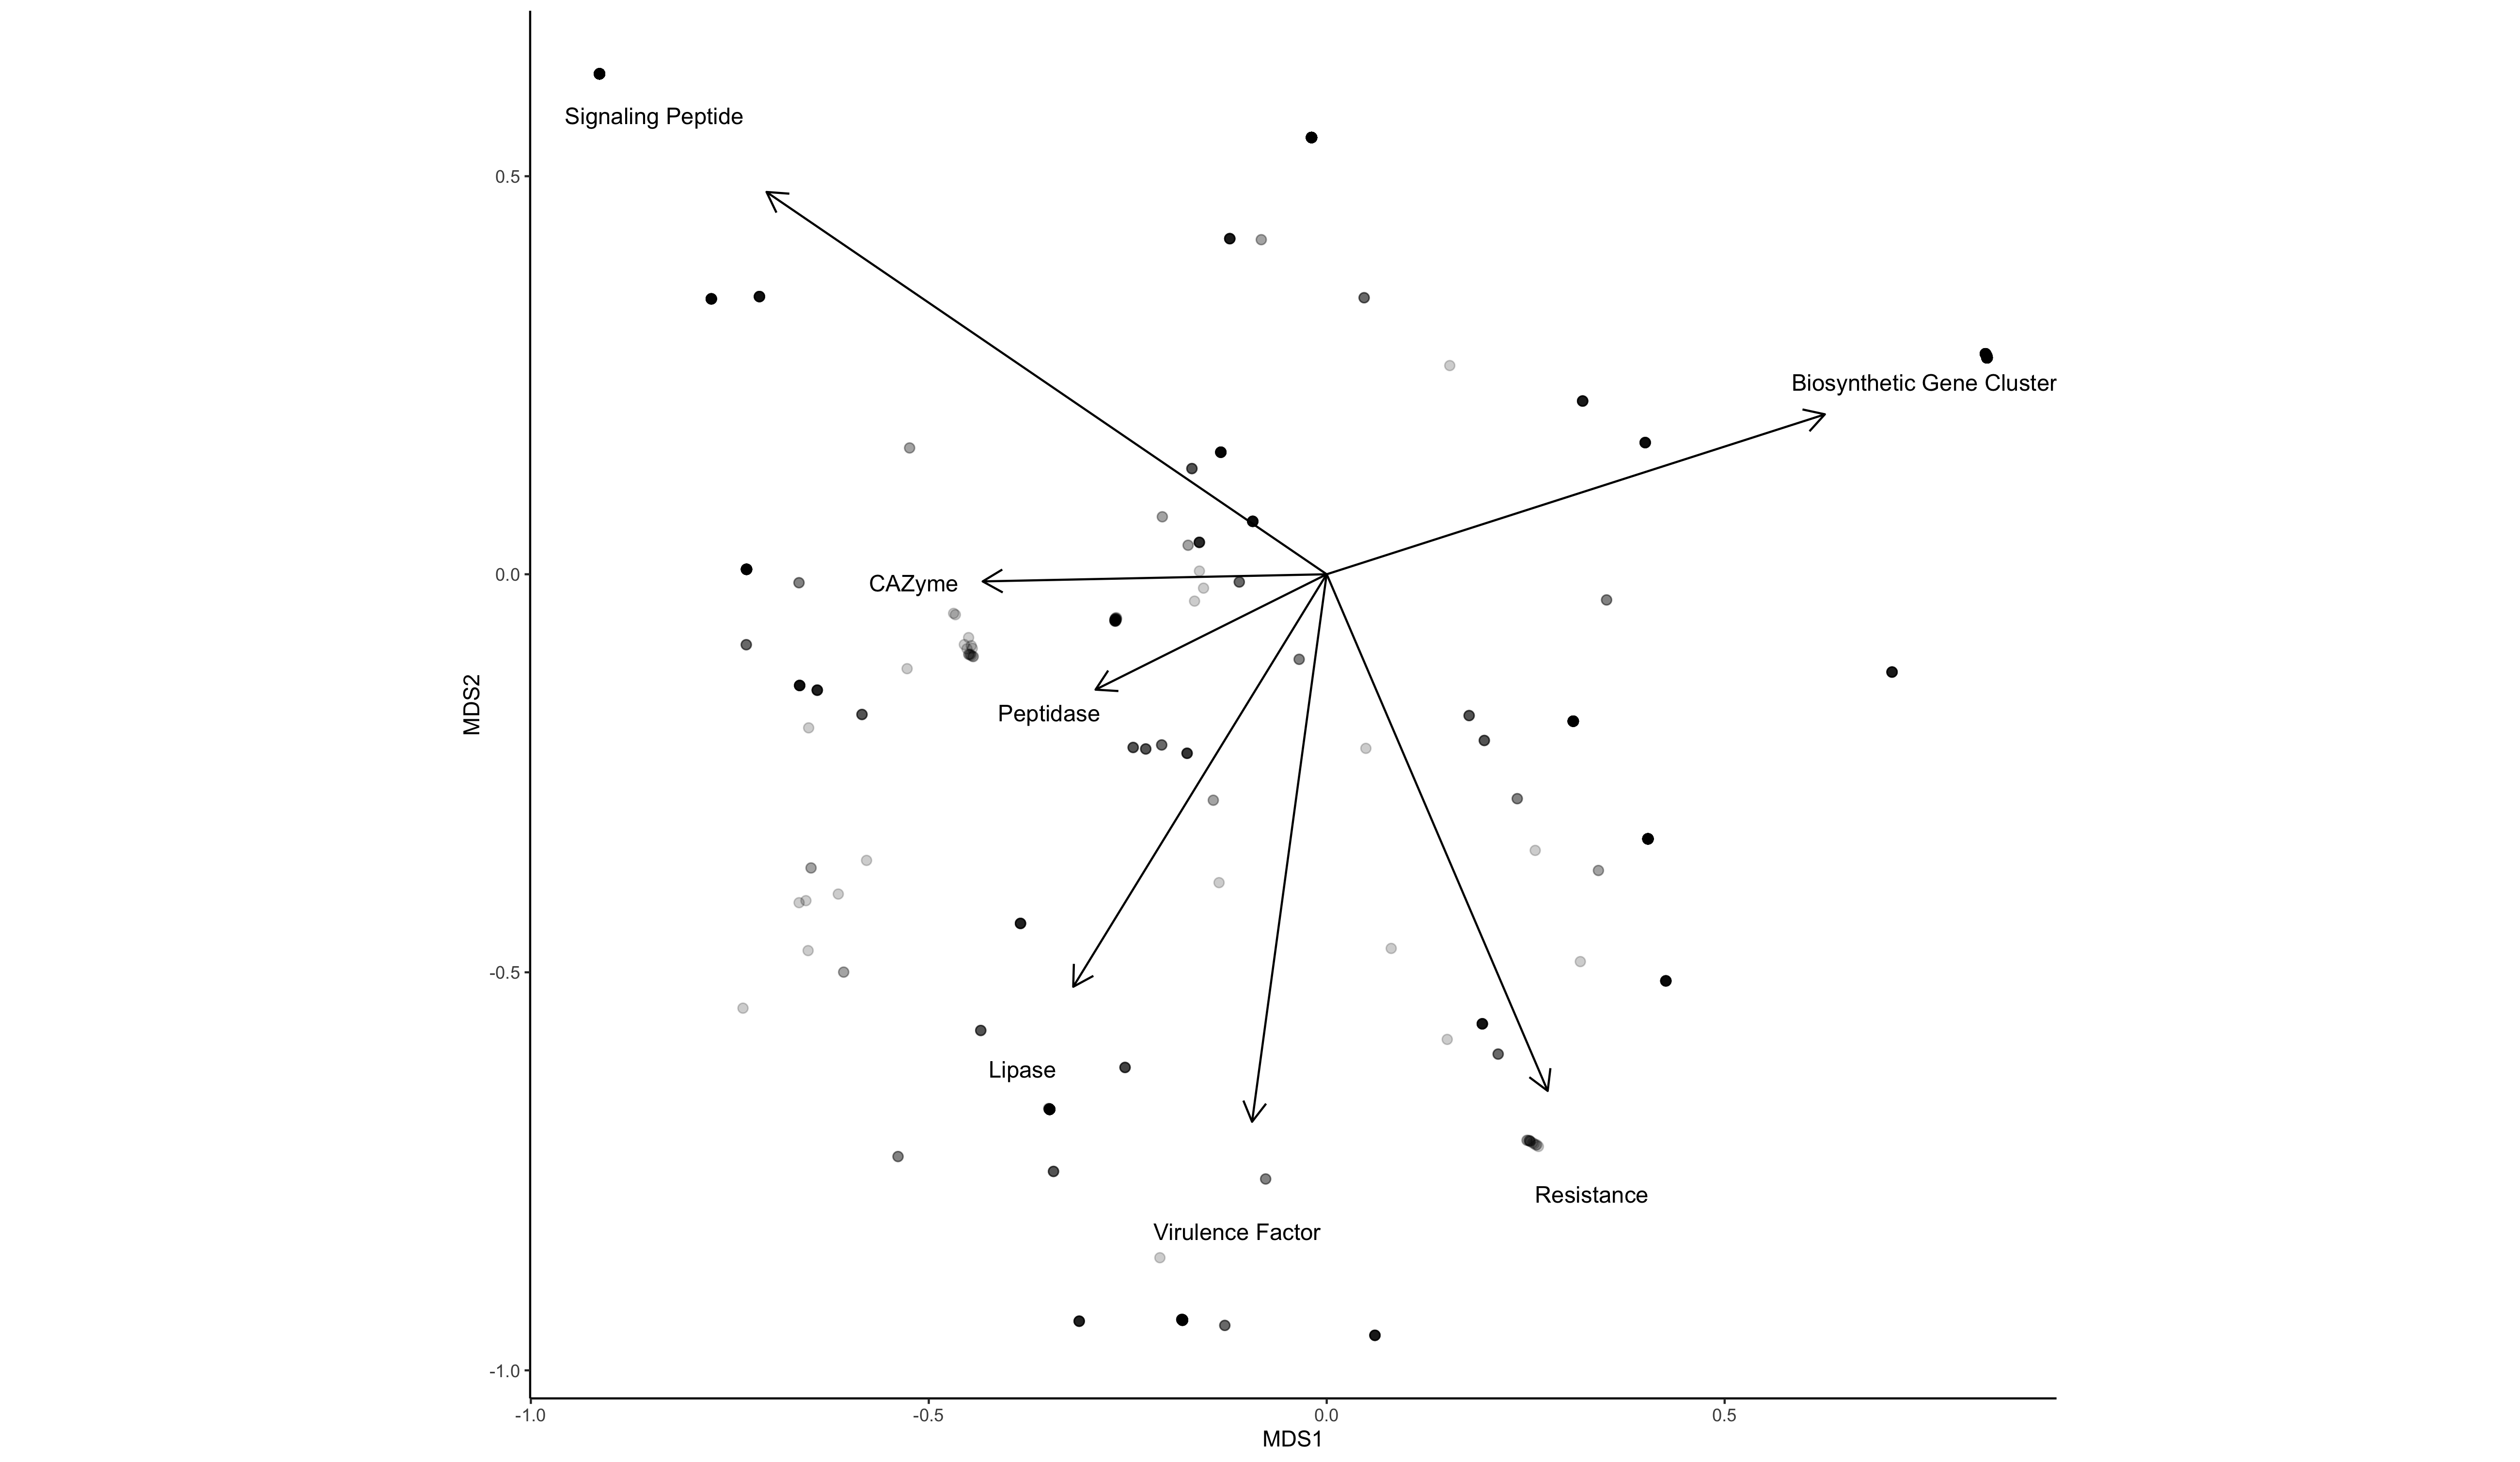 Signaling Peptide
0.5
Biosynthetic Gene Cluster
0.0
CAZyme
Peptidase
MDS2
-0.5
Lipase
Resistance
Virulence Factor
-1.0
-1.0 -0.5 0.0 0.5
MDS1